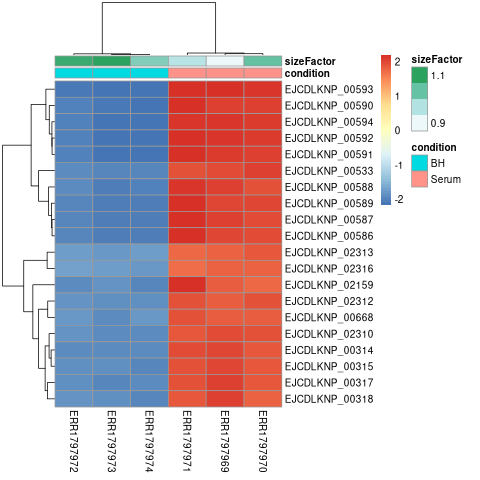 sizeFactor
condition
EJCDLKNP_00593
EJCDLKNP_00590
EJCDLKNP_00594
EJCDLKNP_00592
EJCDLKNP_00591
EJCDLKNP_00533
EJCDLKNP_00588
EJCDLKNP_00589
EJCDLKNP_00587
EJCDLKNP_00586
EJCDLKNP_02313
EJCDLKNP_02316
EJCDLKNP_02159
EJCDLKNP_02312
EJCDLKNP_00668
EJCDLKNP_02310
EJCDLKNP_00314
EJCDLKNP_00315
EJCDLKNP_00317
EJCDLKNP_00318
ERR1797972
ERR1797973
ERR1797974
ERR1797971
ERR1797969
ERR1797970
2
1
0
-1
-2
sizeFactor
1.1
0.9
condition
BH
Serum